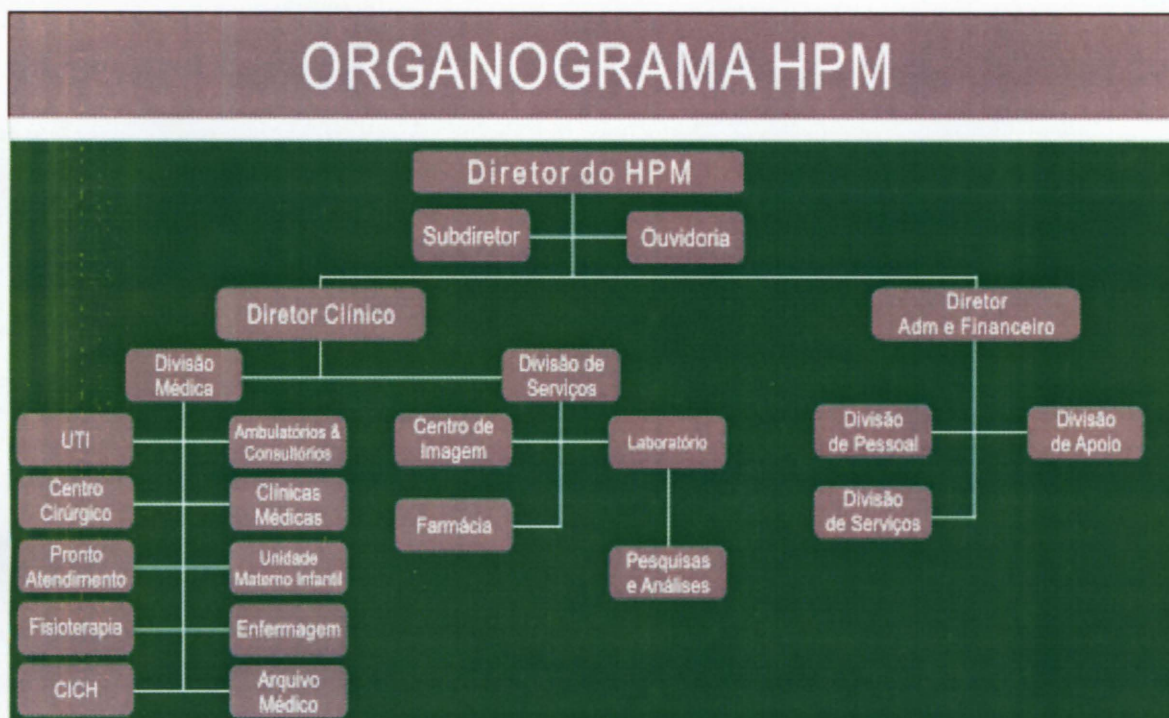 ORGANOGRAMA HPM
Diretor do HPM
Subdiretor
Ouvidoria
Diretor Clínico
Diretor
Adm e Financeiro
Divisão
Médica
Divisão de
Serviços
UTI
Ambulatórios &
Consultórios
Centro
Cirúrgico
Clínicas
Médicas
Pronto
Atendimento
Unidade
Materno Infantil
Fisioterapia
Enfermagem
CICH
Arquivo
Médico
Centro de
Imagem
Laboratório
Farmácia
Pesquisas
e Análises
Divisão
de Pessoal
Divisão
de Apoio
Divisão
de Serviços